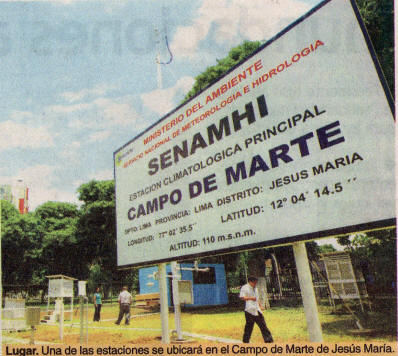 MINISTERIO DEL AMBIENTE
SERVICIO NACIONAL DE METEOROLOGIA E HIDROLOGIA
SENAMHI
ESTACION CLIMATOLOGICA PRINCIPAL
CAMPO DE MARTE
DPTO: LIMA PROVINCIA: LIMA DISTRITO: JESUS MARIA
LONGITUD: 77º 02´ 35.5´´ LATITUD: 12º 04´ 14.5´´
ALTITUD: 110 m.s.n.m.
Lugar. Una de las estaciones se ubicará en el Campo de Marte de Jesús María.